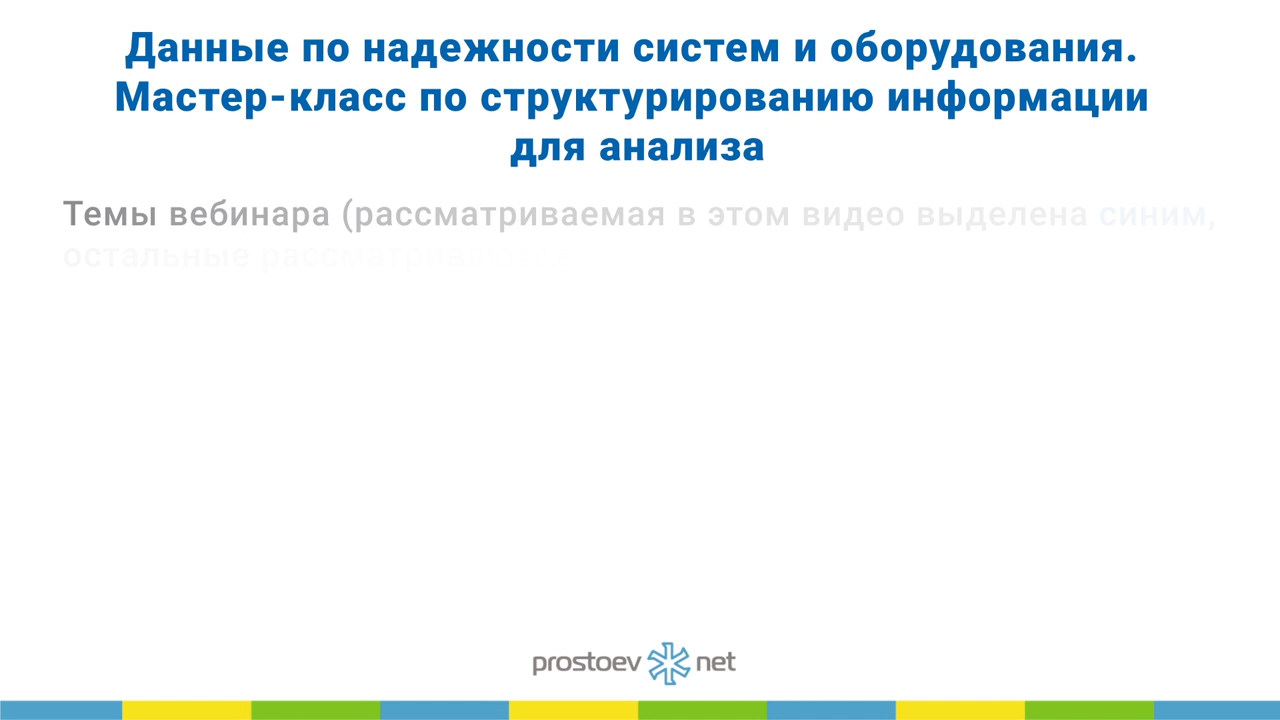 Данные по надежности систем и оборудования.
Мастер-класс по структурированию информации
для анализа
Темы вебинара (рассматриваемая в этом видео выделена синим,
остальные
prostoev net